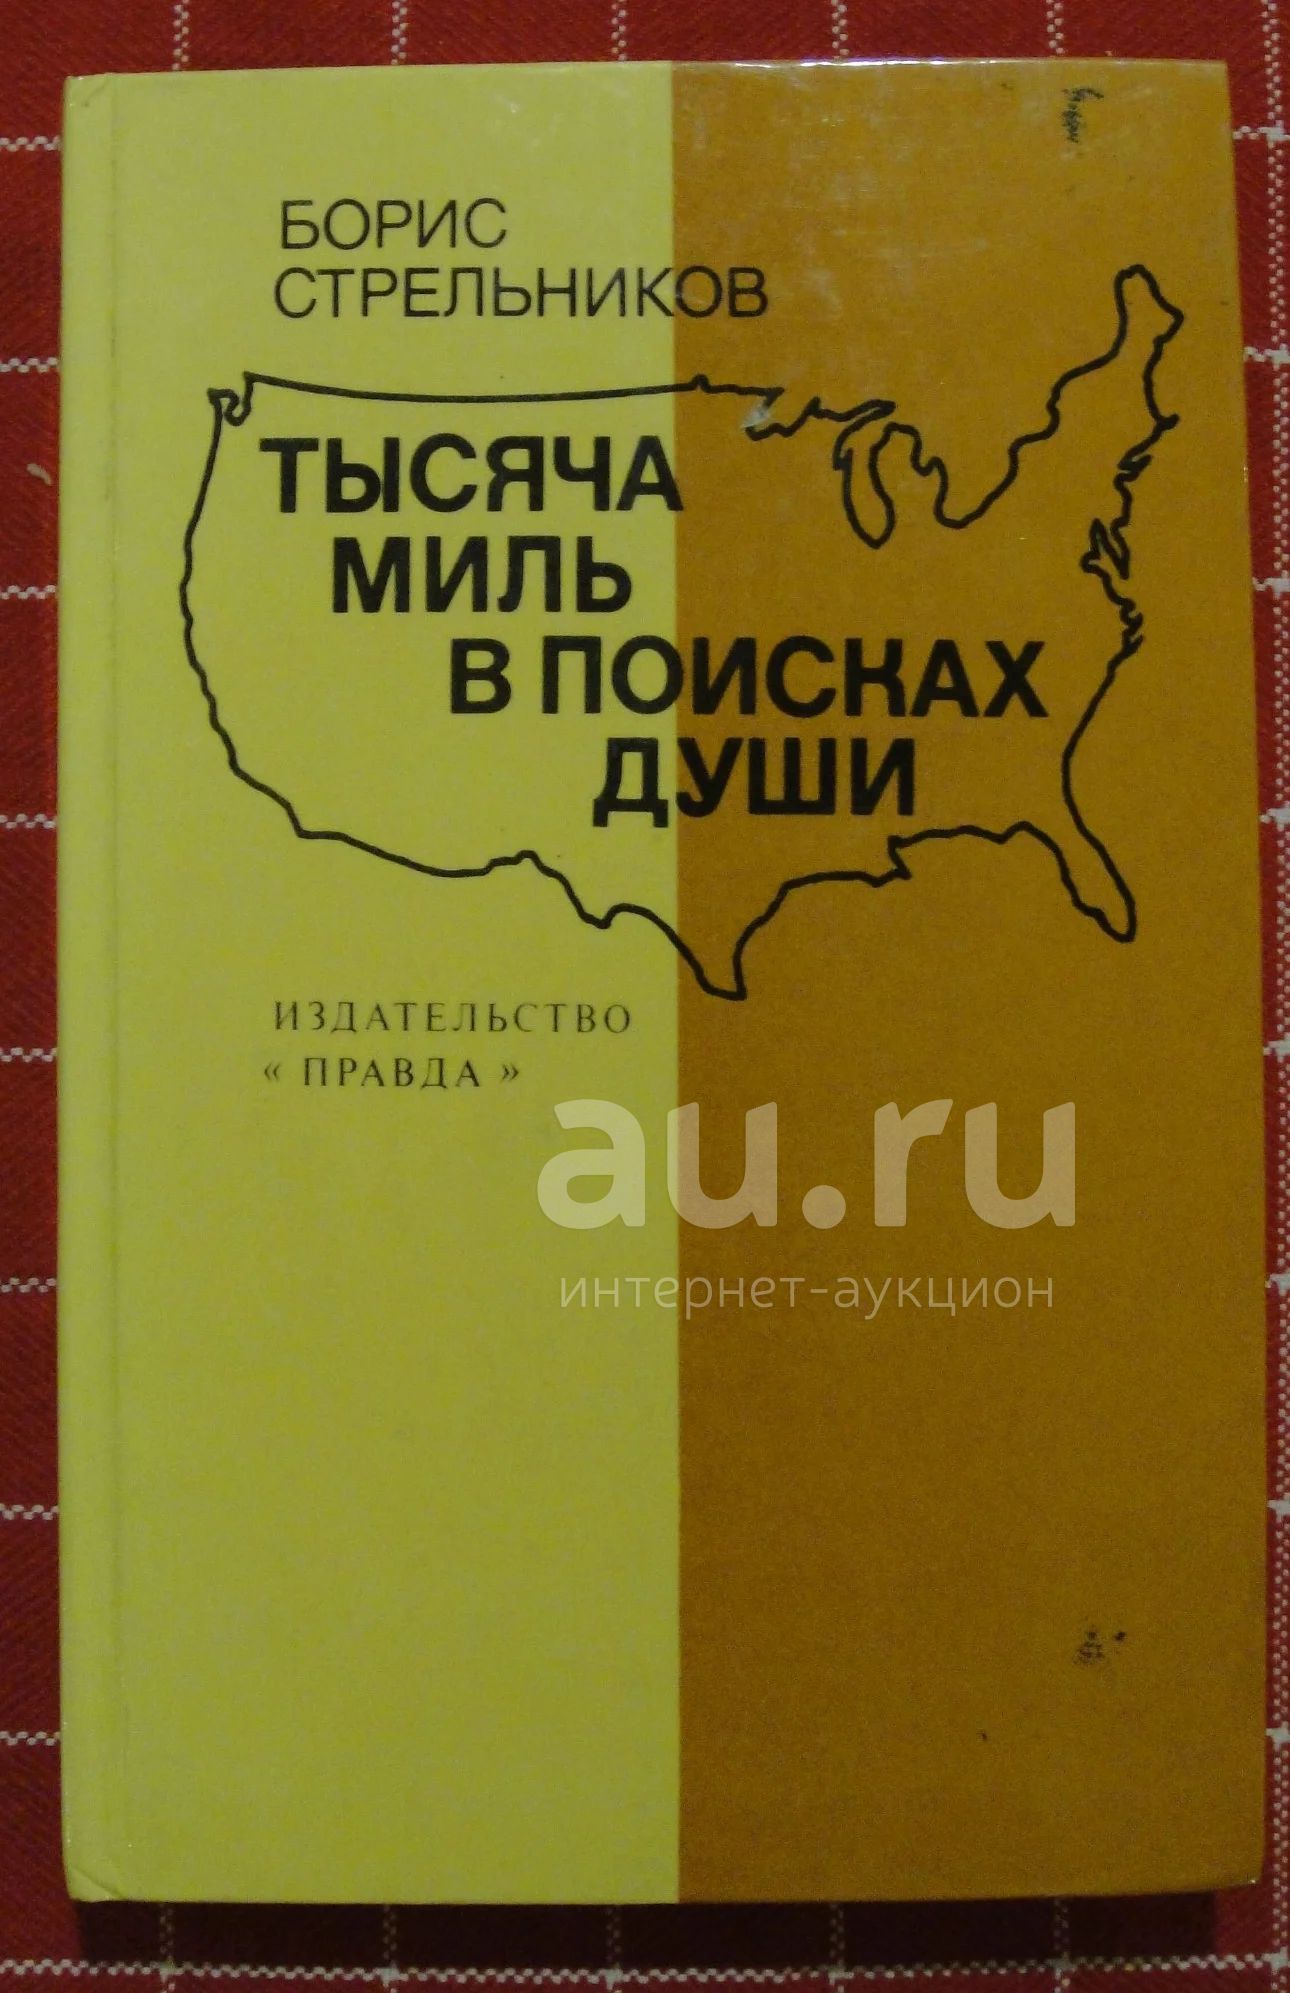 БОРИС
СТРЕЛЬНИКОВ
ТЫСЯЧА
МИЛЬ
В ПОИСКАХ
ДУШИ
ИЗДАТЕЛЬСТВО
« ПРАВДА »
au.ru
интернет-аукцион